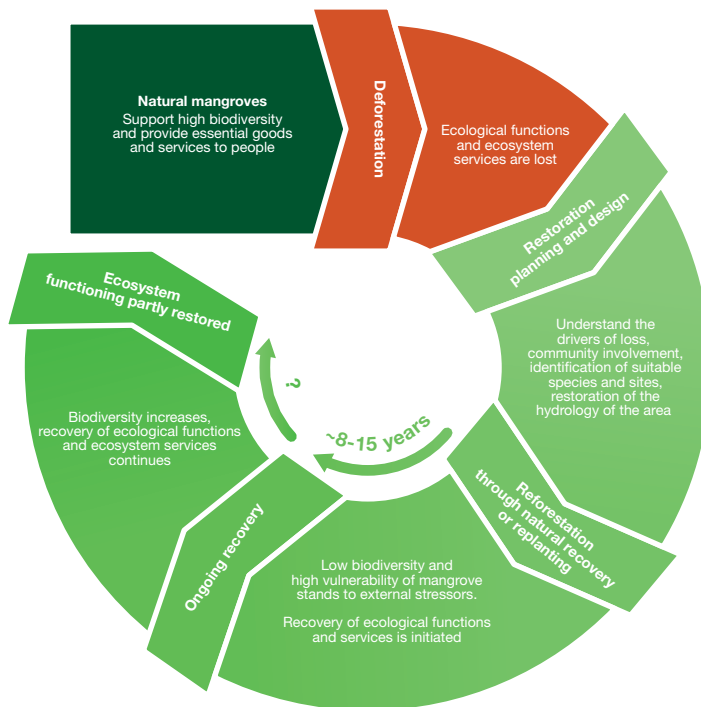 Natural mangroves
Support high biodiversity
and provide essential goods
and services to people
Deforestation
Ecological functions
and ecosystem
services are lost
Restoration
planning and design
Understand the
drivers of loss,
community involvement,
identification of suitable
species and sites,
restoration of the
hydrology of the area
Reforestation
through natural recovery
or replanting
~8-15 years
Low biodiversity and
high vulnerability of mangrove
stands to external stressors.
Recovery of ecological functions
and services is initiated
Ongoing recovery
?
Biodiversity increases,
recovery of ecological functions
and ecosystem services
continues
Ecosystem
functioning partly restored